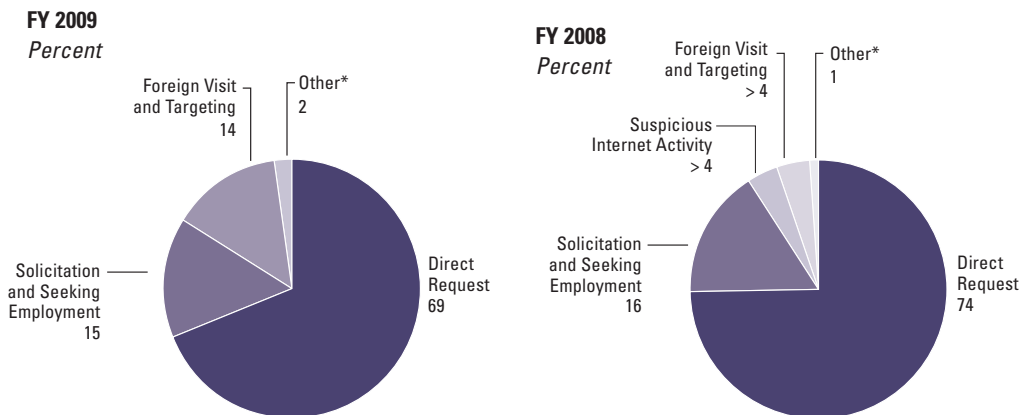 FY 2009
Percent
Foreign Visit
and Targeting
14
Other*
2
Solicitation
and Seeking
Employment
15
Direct
Request
69
FY 2008
Percent
Foreign Visit
and Targeting
> 4
Other*
1
Suspicious
Internet Activity
> 4
Solicitation
and Seeking
Employment
16
Direct
Request
74